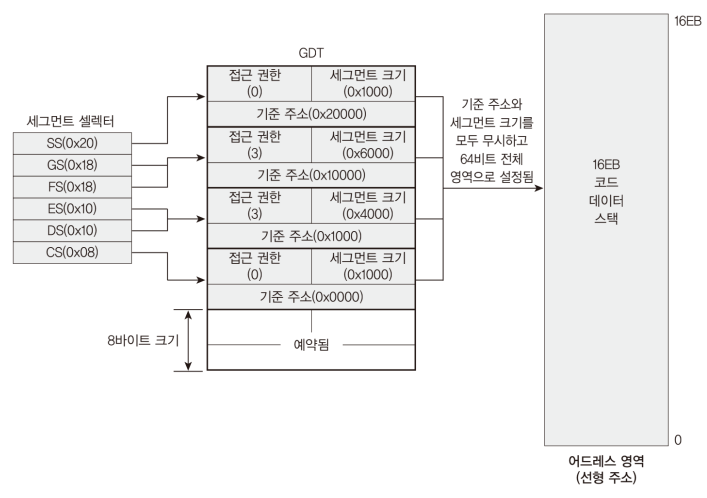 16EB
GDT
세그먼트 셀렉터
SS(0x20)
GS(0x18)
FS(0x18)
ES(0x10)
DS(0x10)
CS(0x08)
접근 권한
(0)
세그먼트 크기
(0x1000)
기준 주소(0x20000)
접근 권한
(3)
세그먼트 크기
(0x6000)
기준 주소(0x10000)
접근 권한
(3)
세그먼트 크기
(0x4000)
기준 주소(0x1000)
접근 권한
(0)
세그먼트 크기
(0x1000)
기준 주소(0x0000)
8바이트 크기
예약됨
기준 주소와
세그먼트 크기를
모두 무시하고
64비트 전체
영역으로 설정됨
16EB
코드
데이터
스택
0
어드레스 영역
(선형 주소)